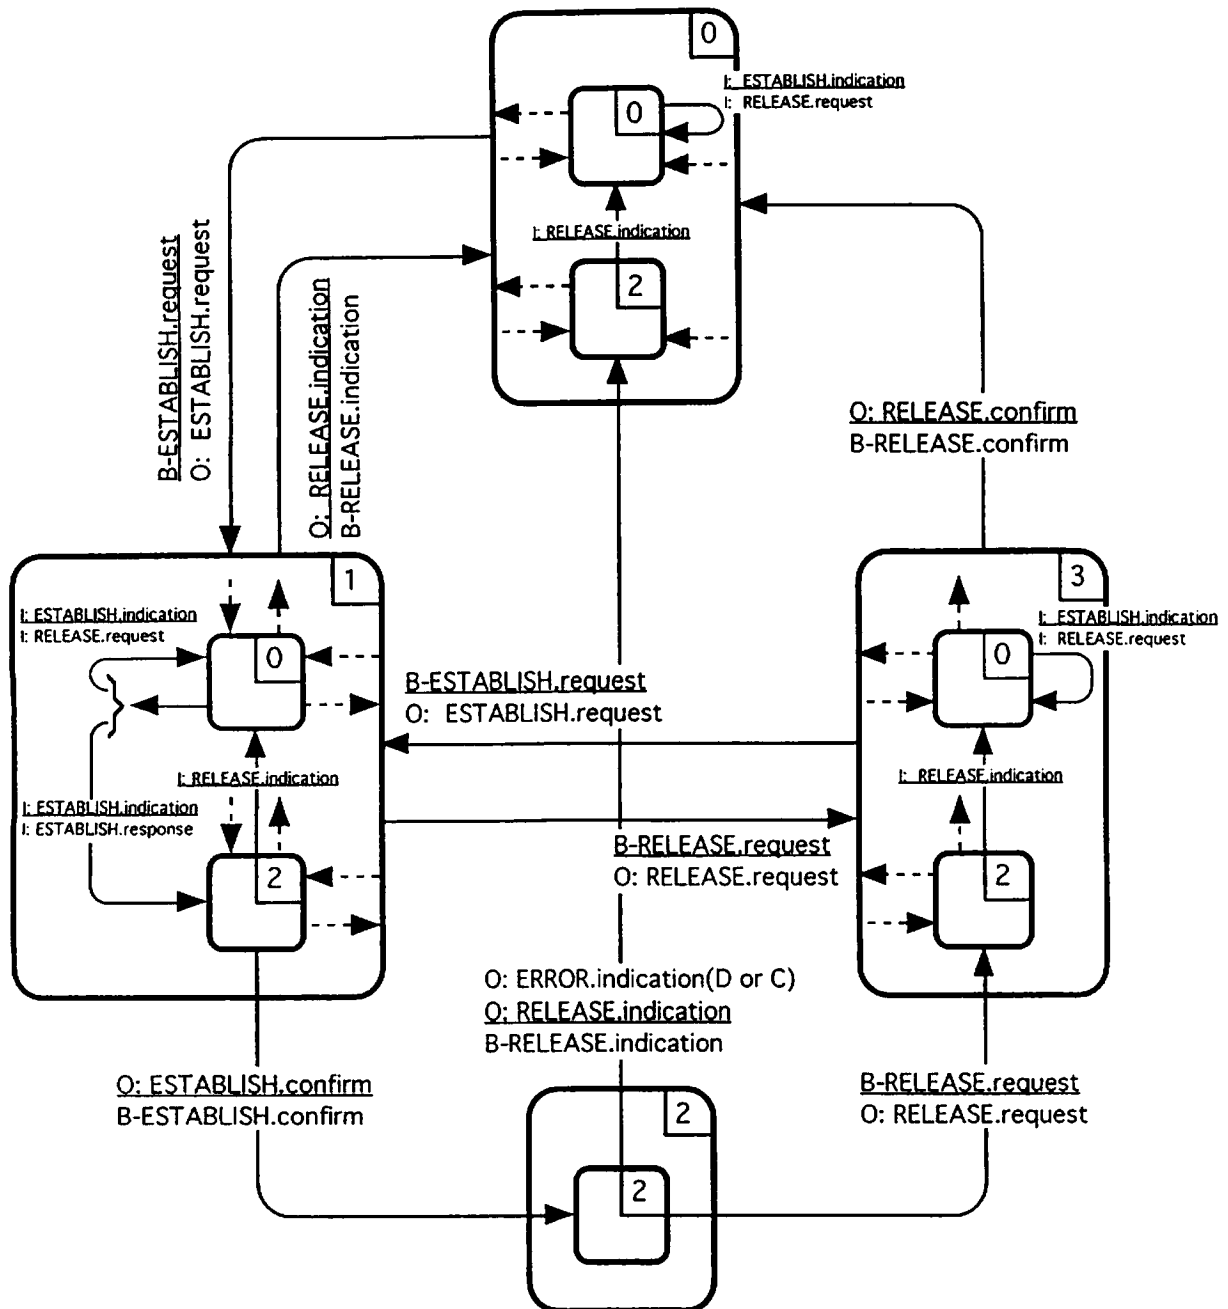 0
I: ESTABLISH.indication
I: RELEASE.request
0
I: RELEASE.indication
2
B-ESTABLISH.request
O: ESTABLISH.request
O: RELEASE.indication
B-RELEASE.indication
O: RELEASE.confirm
B-RELEASE.confirm
1
I: ESTABLISH.indication
I: RELEASE.request
0
I: RELEASE.indication
I: ESTABLISH.indication
I: ESTABLISH.response
2
B-ESTABLISH.request
O: ESTABLISH.request
B-RELEASE.request
O: RELEASE.request
3
I: ESTABLISH.indication
I: RELEASE.request
0
I: RELEASE.indication
2
O: ERROR.indication(D or C)
O: RELEASE.indication
B-RELEASE.indication
O: ESTABLISH.confirm
B-ESTABLISH.confirm
B-RELEASE.request
O: RELEASE.request
2
2